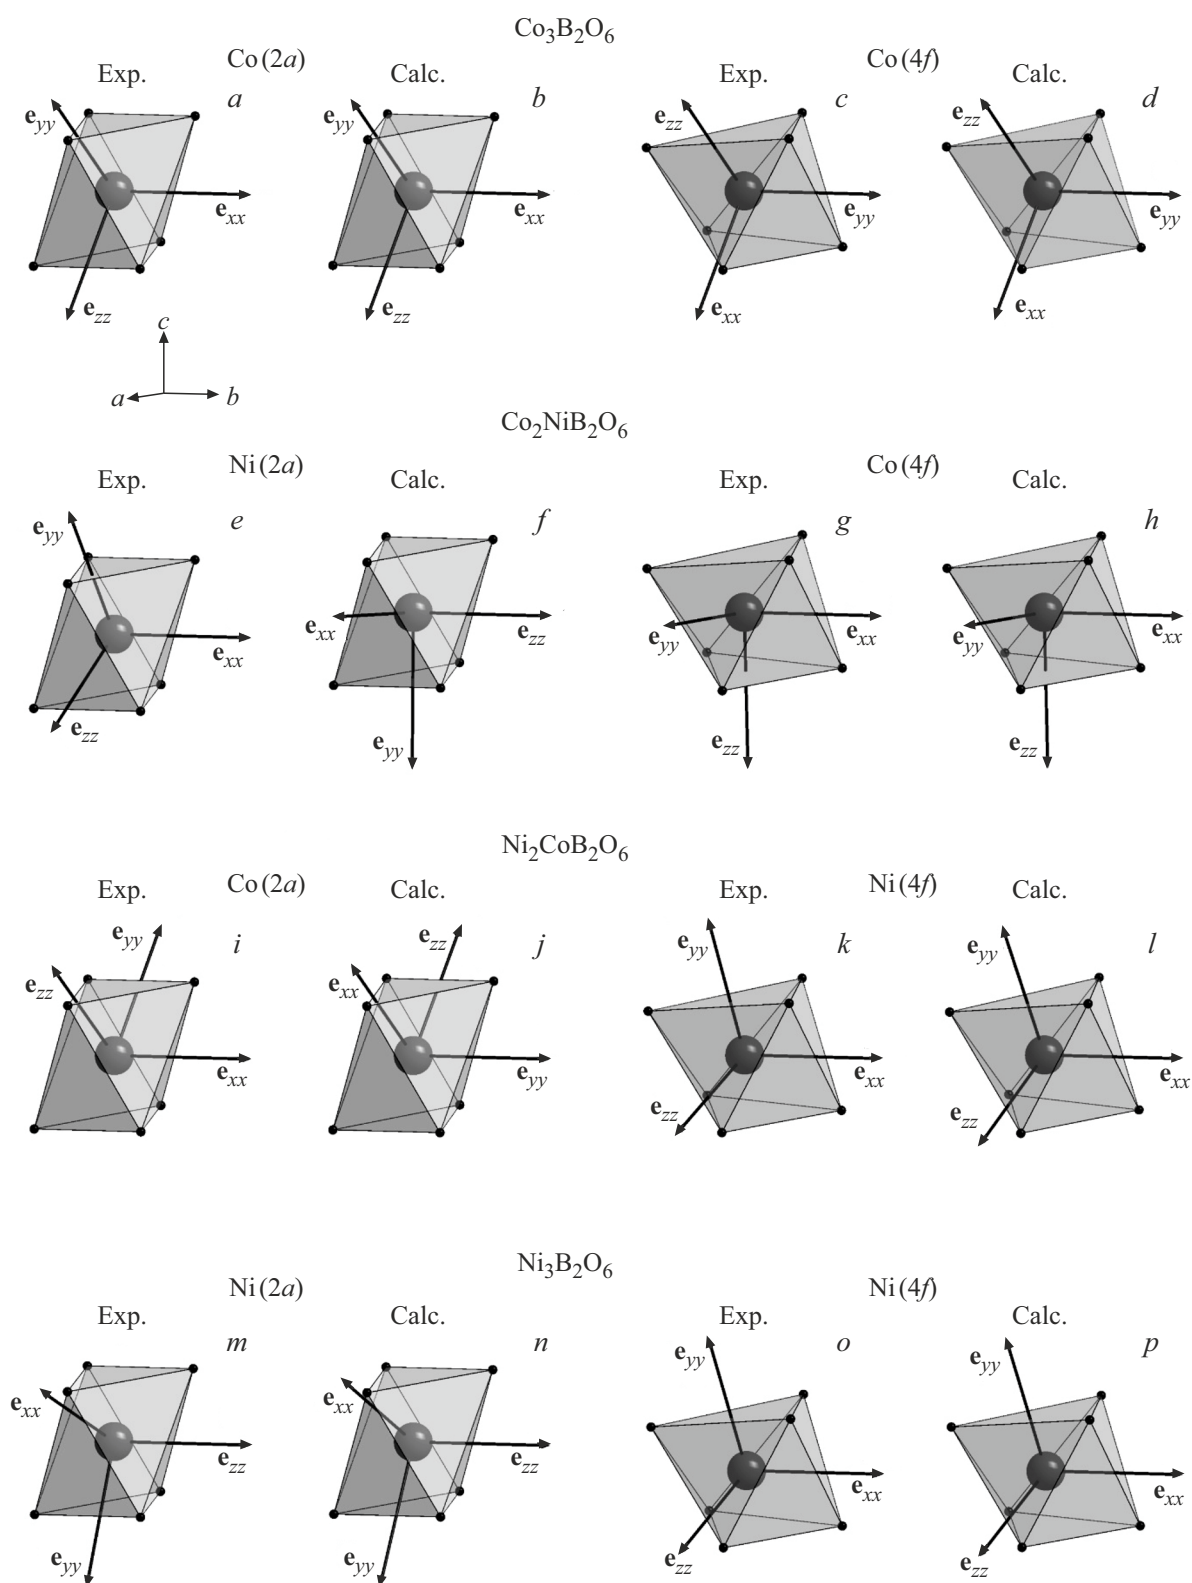 Co3B2O6
Co(2a) Co(4f)
Exp. Calc. Exp. Calc.
a b c d
eyy eyy ezz ezz
exx exx eyy eyy
ezz ezz exx exx
c
a b
Co2NiB2O6
Ni(2a) Co(4f)
Exp. Calc. Exp. Calc.
e f g h
eyy
exx ezz eyy exx eyy exx
exx
ezz eyy ezz ezz
Ni2CoB2O6
Co(2a) Ni(4f)
Exp. Calc. Exp. Calc.
eyy i ezz j eyy k eyy l
ezz exx
exx eyy exx exx
ezz ezz
Ni3B2O6
Ni(2a) Ni(4f)
Exp. Calc. Exp. Calc.
m n o p
eyy eyy
exx exx
ezz ezz exx exx
eyy eyy ezz ezz